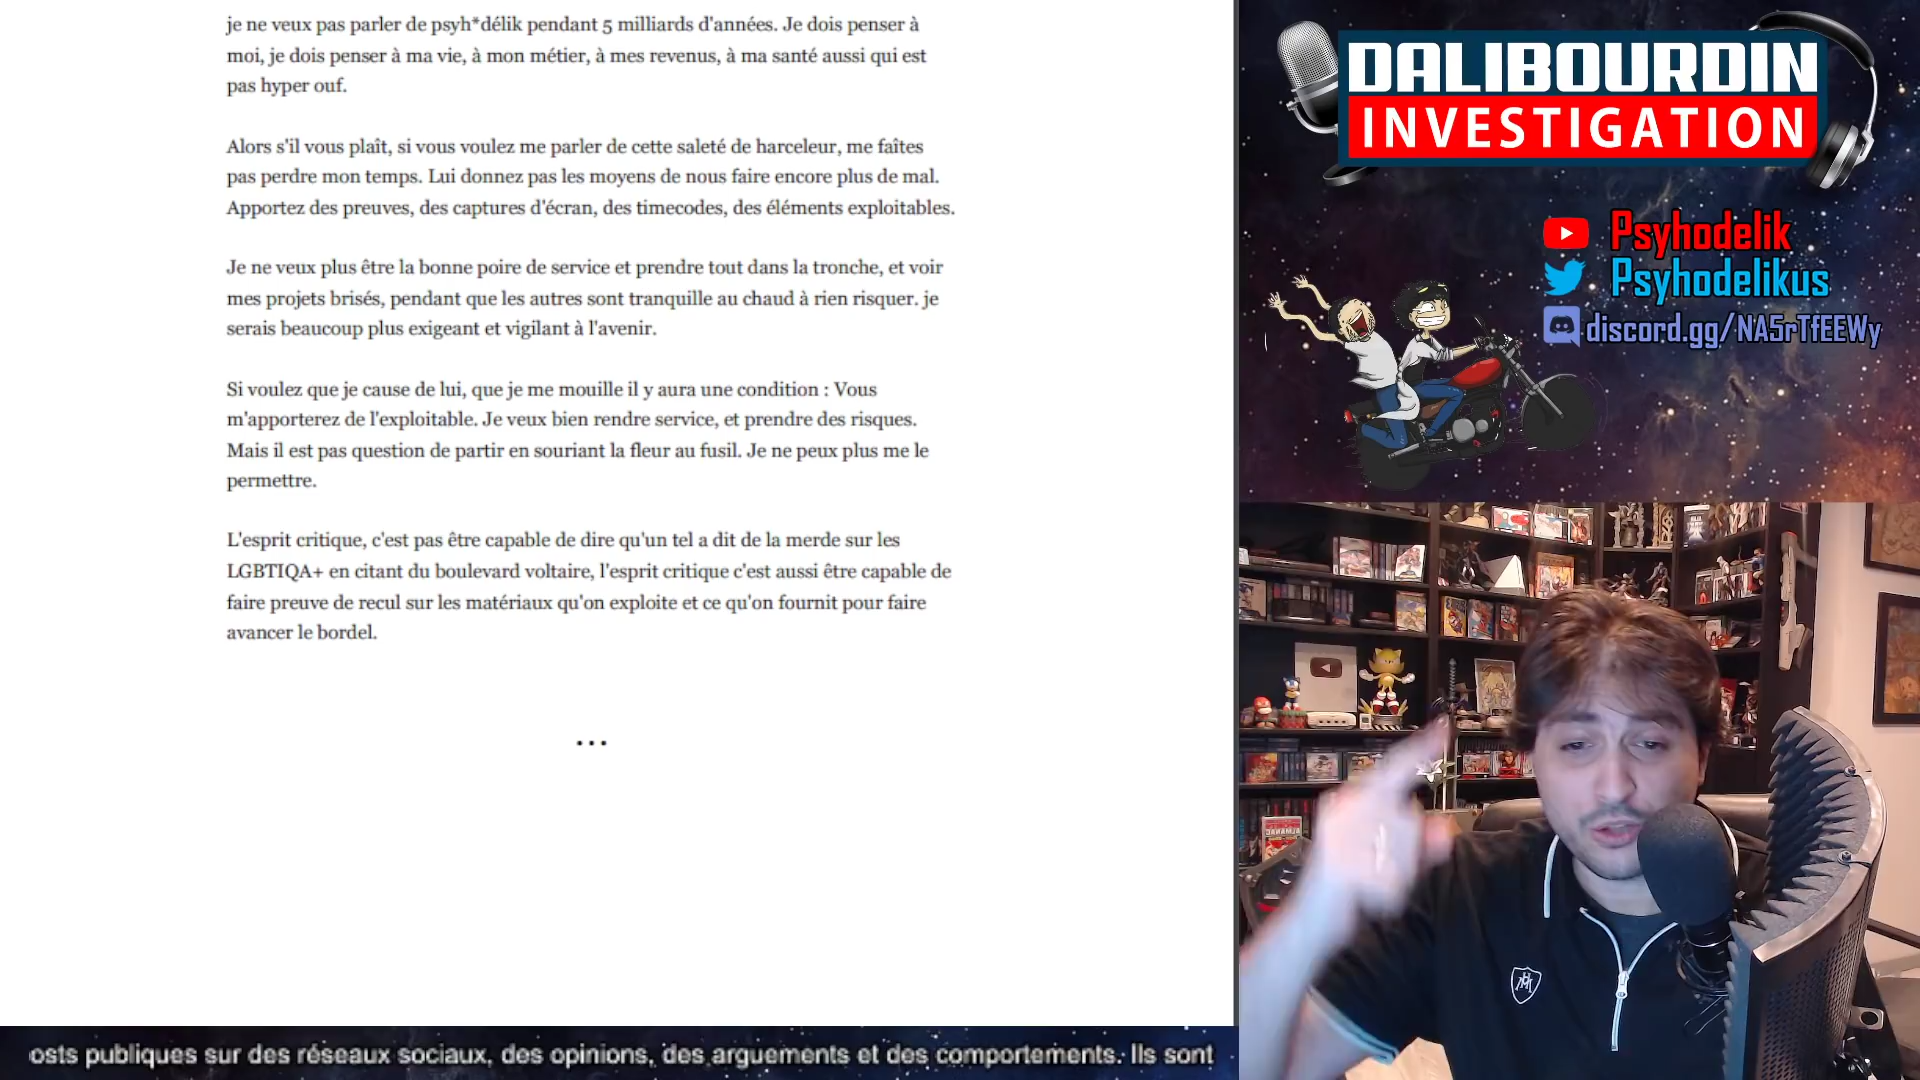 je ne veux pas parler de psyh*délik pendant 5 milliards d'années. Je dois penser à
moi, je dois penser à ma vie, à mon métier, à mes revenus, à ma santé aussi qui est
pas hyper ouf.
Alors s'il vous plaît, si vous voulez me parler de cette saleté de harceleur, me faîtes
pas perdre mon temps. Lui donnez pas les moyens de nous faire encore plus de mal.
Apportez des preuves, des captures d'écran, des timecodes, des éléments exploitables.
Je ne veux plus être la bonne poire de service et prendre tout dans la tronche, et voir
mes projets brisés, pendant que les autres sont tranquille au chaud à rien risquer. je
serais beaucoup plus exigeant et vigilant à l'avenir.
Si voulez que je cause de lui, que je me mouille il y aura une condition : Vous
m'apporterez de l'exploitable. Je veux bien rendre service, et prendre des risques.
Mais il est pas question de partir en souriant la fleur au fusil. Je ne peux plus me le
permettre.
L'esprit critique, c'est pas être capable de dire qu'un tel a dit de la merde sur les
LGBTIQA+ en citant du boulevard voltaire, l'esprit critique c'est aussi être capable de
faire preuve de recul sur les matériaux qu'on exploite et ce qu'on fournit pour faire
avancer le bordel.
...
DALIBOURDIN
INVESTIGATION
Psyhodelik
Psyhodelikus
discord.gg/NA5rTfEEWy
ALMANAC
osts publiques sur des réseaux sociaux, des opinions, des arguements et des comportements. Ils sont